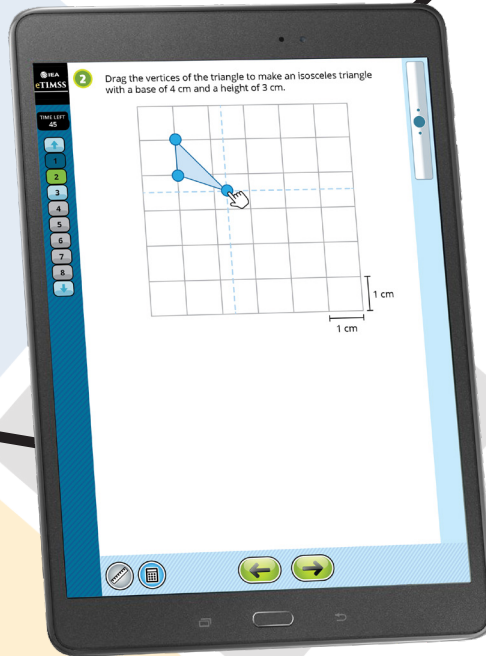 IEA
eTIMSS
TIME LEFT
45
1
2
3
4
5
6
7
8
2 Drag the vertices of the triangle to make an isosceles triangle
with a base of 4 cm and a height of 3 cm.
1 cm
1 cm